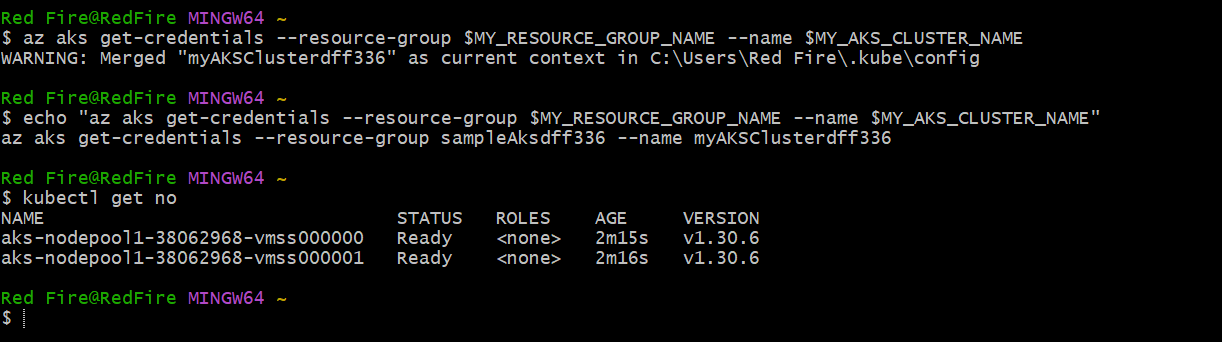 Red Fire@RedFire MINGW64 ~
$ az aks get-credentials --resource-group $MY_RESOURCE_GROUP_NAME --name $MY_AKS_CLUSTER_NAME
WARNING: Merged "myAKSClusterdff336" as current context in C:\Users\Red Fire\.kube\config
Red Fire@RedFire MINGW64 ~
$ echo "az aks get-credentials --resource-group $MY_RESOURCE_GROUP_NAME --name $MY_AKS_CLUSTER_NAME"
az aks get-credentials --resource-group sampleAksdff336 --name myAKSClusterdff336
Red Fire@RedFire MINGW64 ~
$ kubectl get no
NAME                                STATUS   ROLES    AGE     VERSION
aks-nodepool1-38062968-vmss000000   Ready    <none>   2m15s   v1.30.6
aks-nodepool1-38062968-vmss000001   Ready    <none>   2m16s   v1.30.6
Red Fire@RedFire MINGW64 ~
$